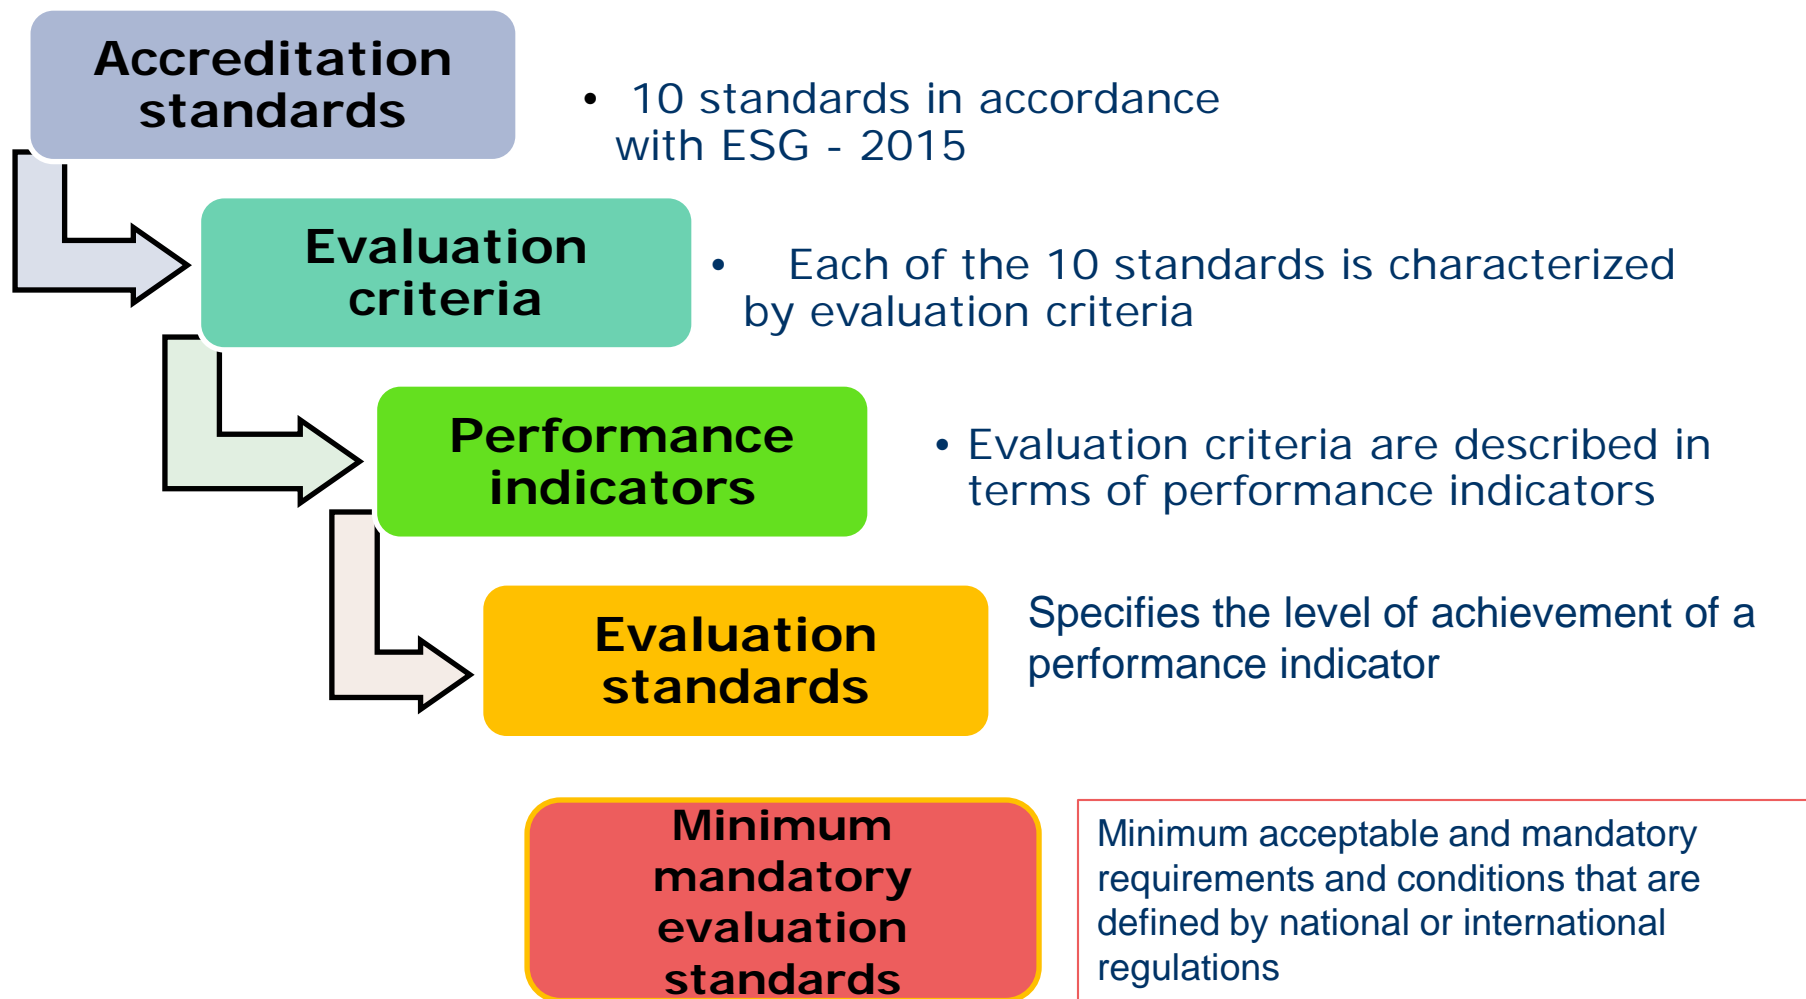 Accreditation
standards
• 10 standards in accordance
with ESG - 2015
Evaluation
criteria
• Each of the 10 standards is characterized
by evaluation criteria
Performance
indicators
• Evaluation criteria are described in
terms of performance indicators
Evaluation
standards
Specifies the level of achievement of a
performance indicator
Minimum
mandatory
evaluation
standards
Minimum acceptable and mandatory
requirements and conditions that are
defined by national or international
regulations